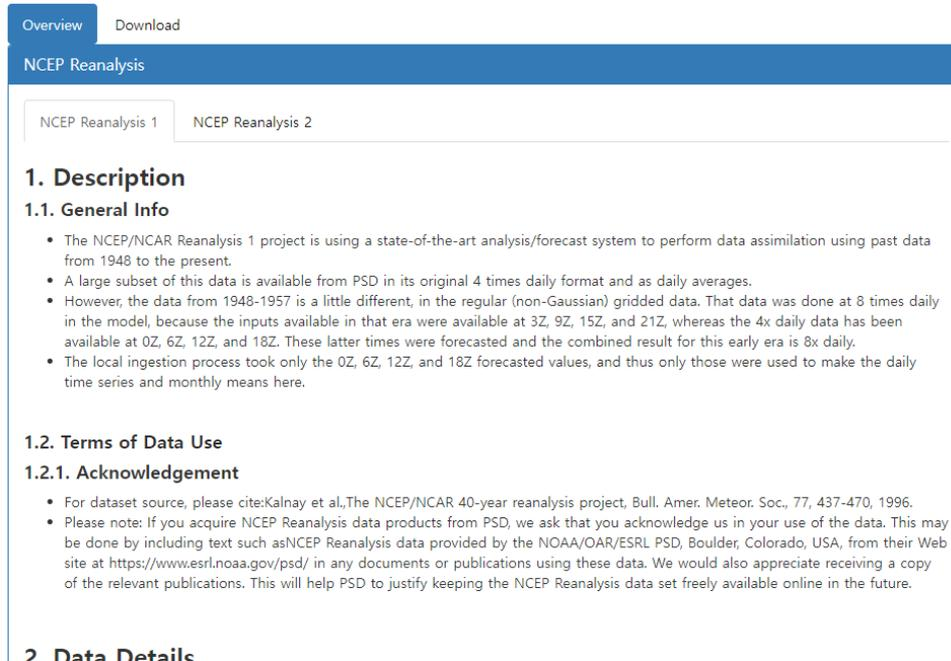 Overview Download
NCEP Reanalysis
NCEP Reanalysis 1 NCEP Reanalysis 2
1. Description
1.1. General Info
• The NCEP/NCAR Reanalysis 1 project is using a state-of-the-art analysis/forecast system to perform data assimilation using past data
from 1948 to the present.
• A large subset of this data is available from PSD in its original 4 times daily format and as daily averages.
• However, the data from 1948-1957 is a little different, in the regular (non-Gaussian) gridded data. That data was done at 8 times daily
in the model, because the inputs available in that era were available at 3Z, 9Z, 15Z, and 21Z, whereas the 4x daily data has been
available at 0Z, 6Z, 12Z, and 18Z. These latter times were forecasted and the combined result for this early era is 8x daily.
• The local ingestion process took only the 0Z, 6Z, 12Z, and 18Z forecasted values, and thus only those were used to make the daily
time series and monthly means here.
1.2. Terms of Data Use
1.2.1. Acknowledgement
• For dataset source, please cite:Kalnay et al.,The NCEP/NCAR 40-year reanalysis project, Bull. Amer. Meteor. Soc., 77, 437-470, 1996.
• Please note: If you acquire NCEP Reanalysis data products from PSD, we ask that you acknowledge us in your use of the data. This may
be done by including text such asNCEP Reanalysis data provided by the NOAA/OAR/ESRL PSD, Boulder, Colorado, USA, from their Web
site at https://www.esrl.noaa.gov/psd/ in any documents or publications using these data. We would also appreciate receiving a copy
of the relevant publications. This will help PSD to justify keeping the NCEP Reanalysis data set freely available online in the future.
2. Data Details